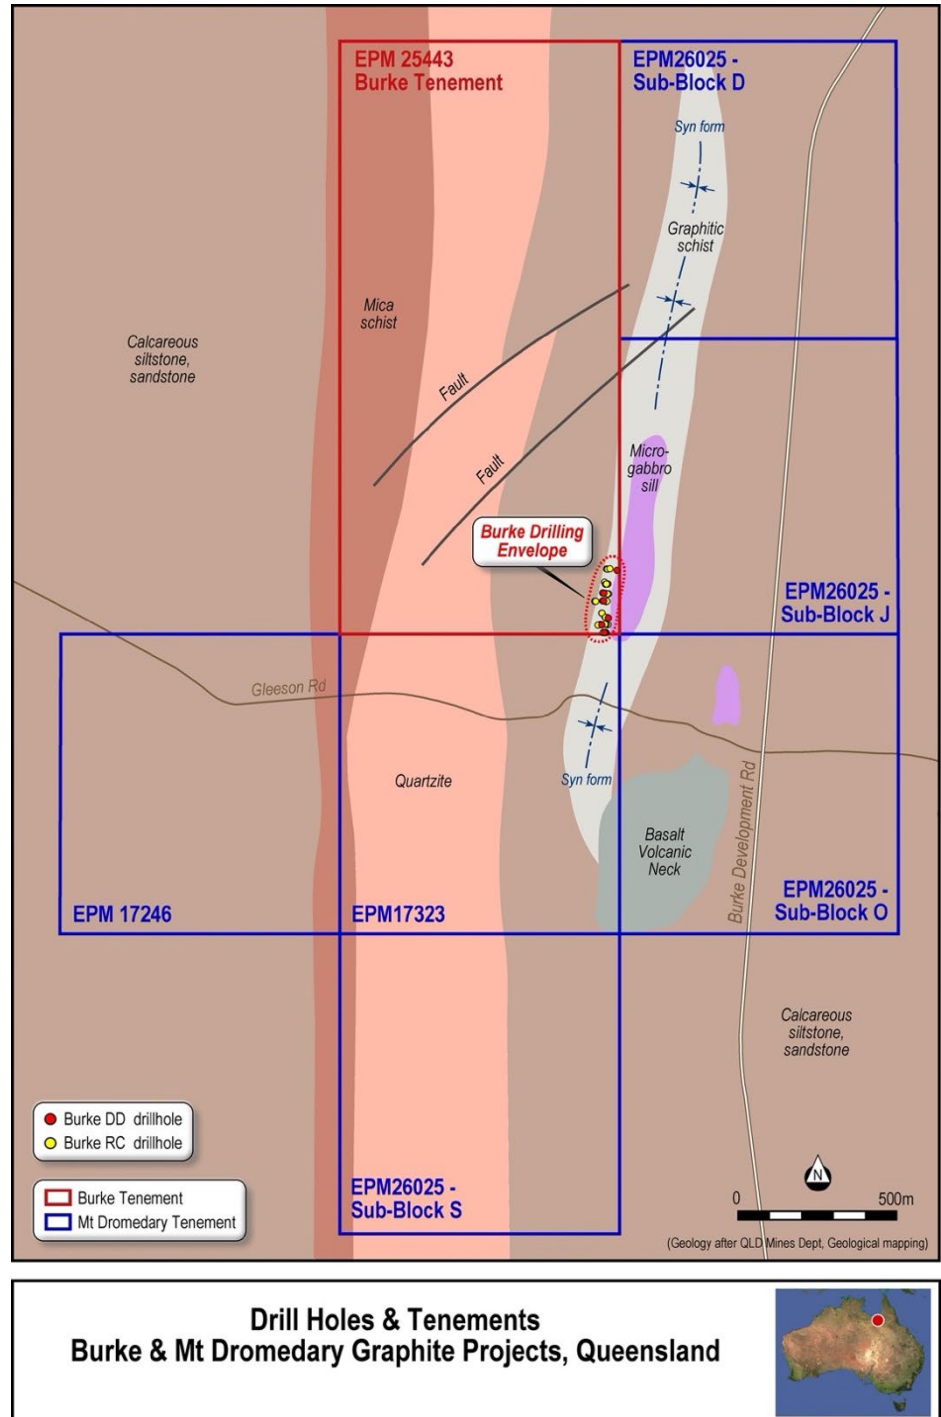 EPM 25443
Burke Tenement
EPM26025 -
Sub-Block D
Syn form
Graphitic
schist
Mica
schist
Calcareous
siltstone,
sandstone
Fault
Fault
Micro-
gabbro
sill
Burke Drilling
Envelope
EPM26025 -
Sub-Block J
Gleeson Rd
Quartzite
Syn form
Basalt
Volcanic
Neck
Burke Development Rd
EPM 17246
EPM17323
EPM26025 -
Sub-Block O
Calcareous
siltstone,
sandstone
Burke DD drillhole
Burke RC drillhole
Burke Tenement
Mt Dromedary Tenement
EPM26025 -
Sub-Block S
N
0 500m
(Geology after QLD Mines Dept, Geological mapping)
Drill Holes & Tenements
Burke & Mt Dromedary Graphite Projects, Queensland